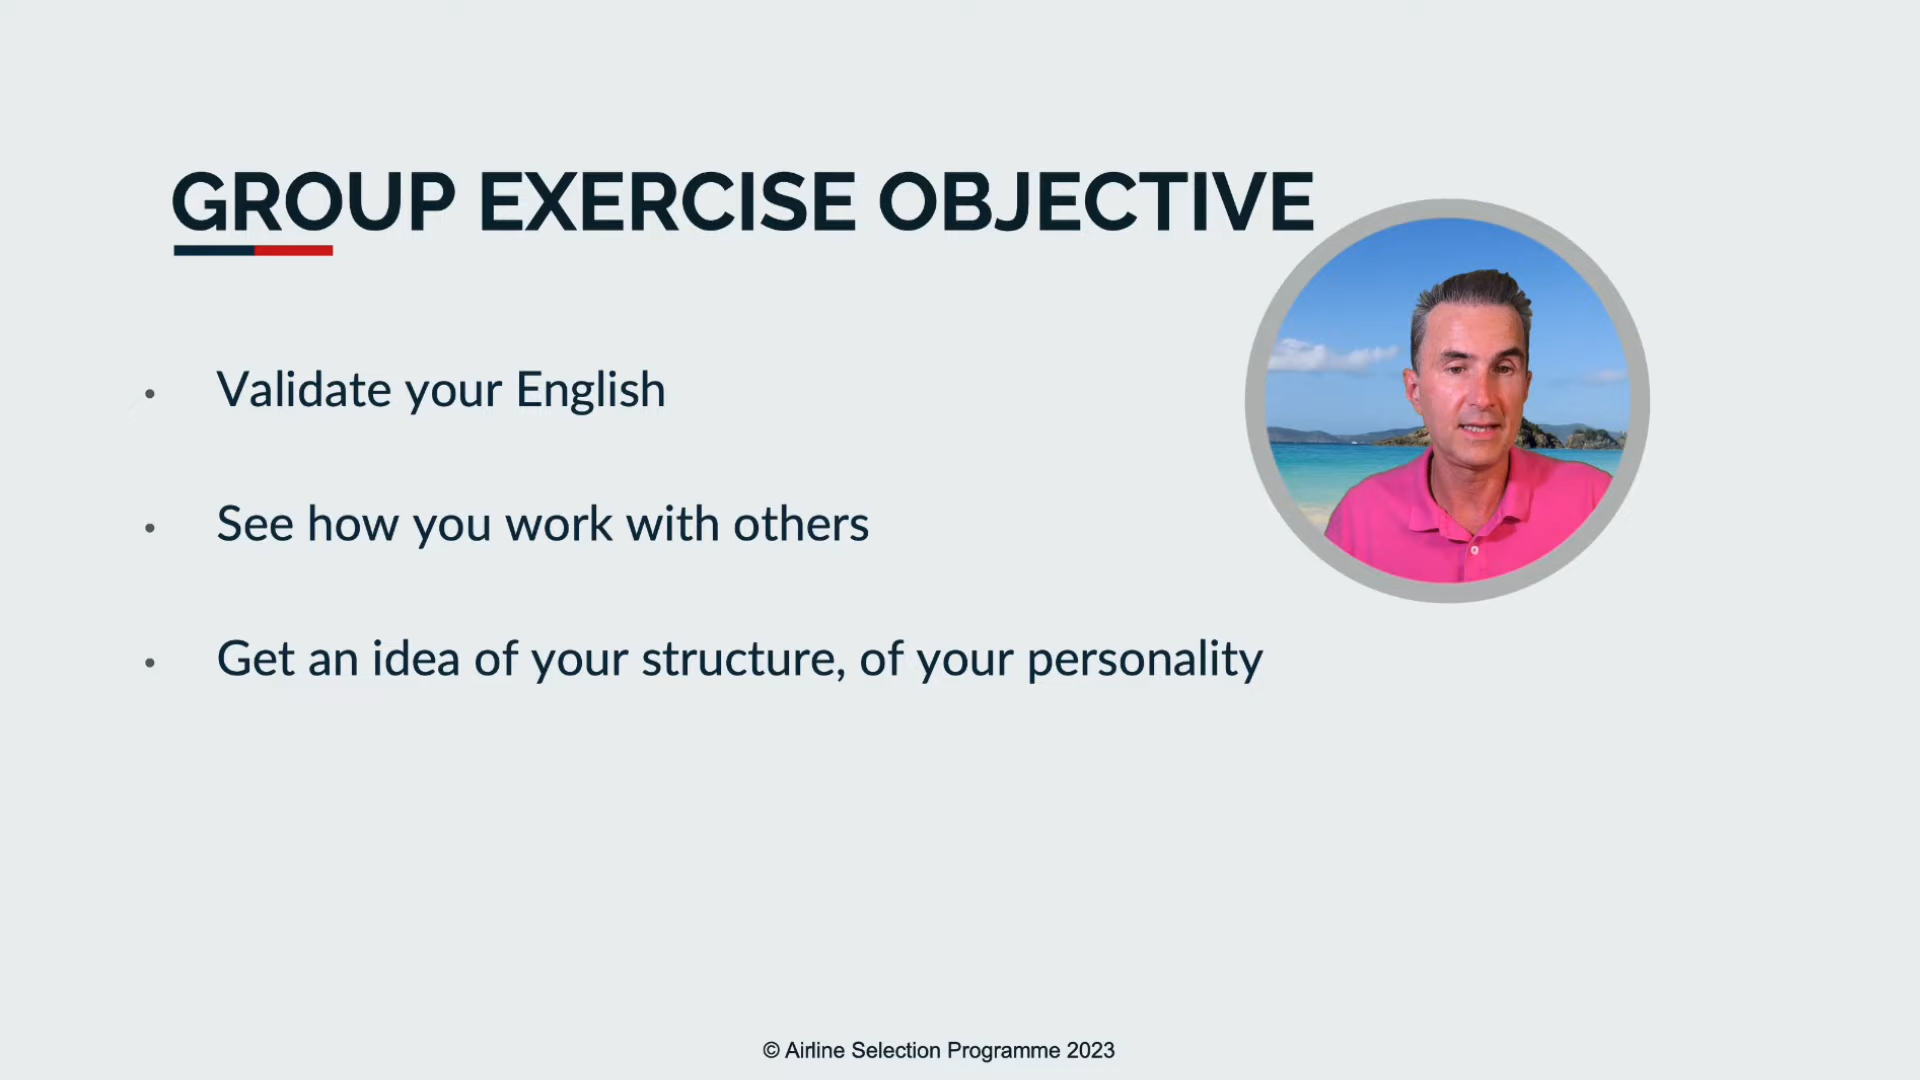 GROUP EXERCISE OBJECTIVE
• Validate your English
• See how you work with others
• Get an idea of your structure, of your personality
© Airline Selection Programme 2023